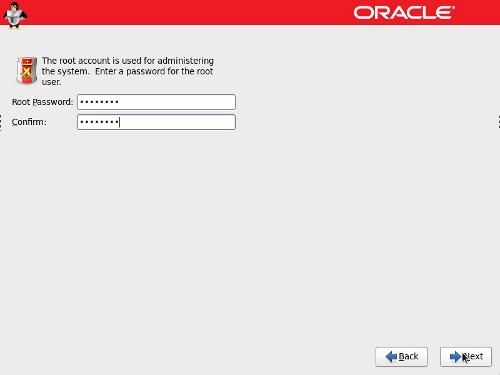 ORACLE®
The root account is used for administering
the system. Enter a password for the root
user.
Root Password: ••••••••
Confirm: ••••••••
Back
Next